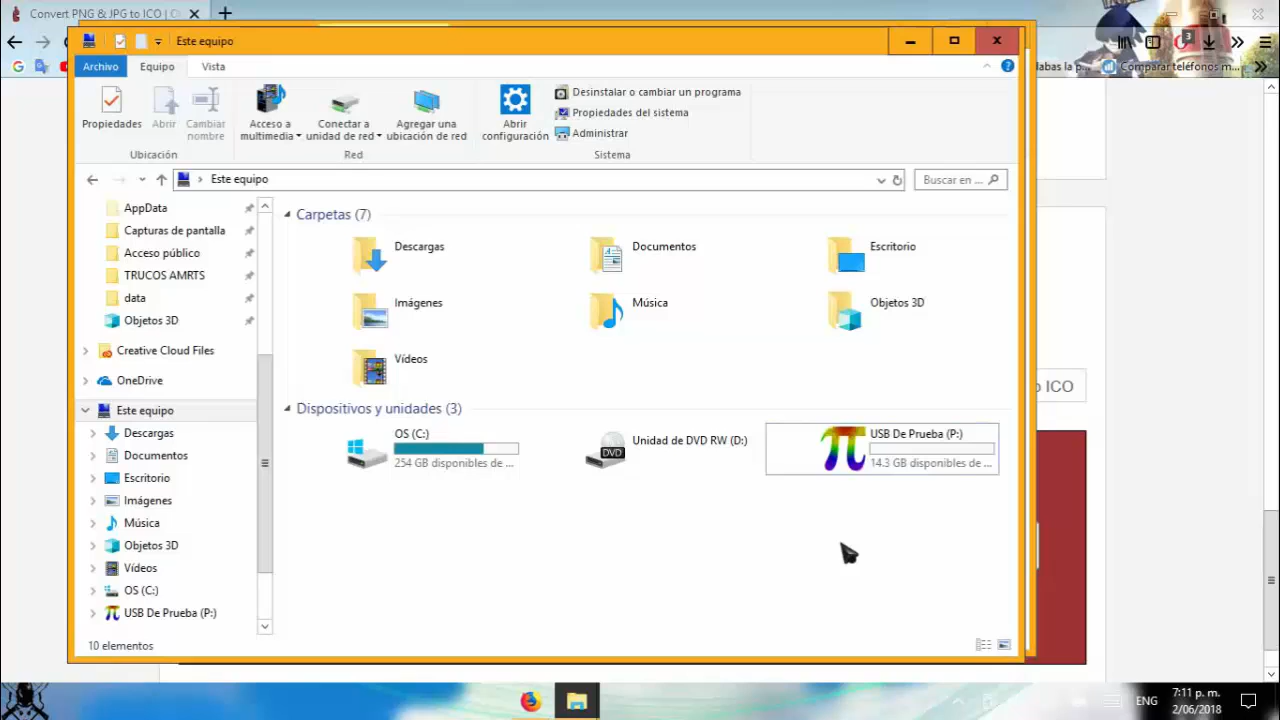 Convert PNG & JPG to ICO | O
Este equipo
3
labas la p...
Comparar teléfonos m...
Archivo
Equipo
Vista
Propiedades
Abrir
Cambiar nombre
Ubicación
Acceso a multimedia
Conectar a unidad de red
Agregar una ubicación de red
Red
Abrir configuración
Desinstalar o cambiar un programa
Propiedades del sistema
Administrar
Sistema
Este equipo
Buscar en ...
AppData
Capturas de pantalla
Acceso público
TRUCOS AMRTS
data
Objetos 3D
Creative Cloud Files
OneDrive
Este equipo
Descargas
Documentos
Escritorio
Imágenes
Música
Objetos 3D
Vídeos
OS (C:)
USB De Prueba (P:)
Carpetas (7)
Descargas
Documentos
Escritorio
Imágenes
Música
Objetos 3D
Vídeos
Dispositivos y unidades (3)
OS (C:)
254 GB disponibles de ...
Unidad de DVD RW (D:)
DVD
USB De Prueba (P:)
14.3 GB disponibles de ...
o ICO
10 elementos
ENG
7:11 p. m.
2/06/2018